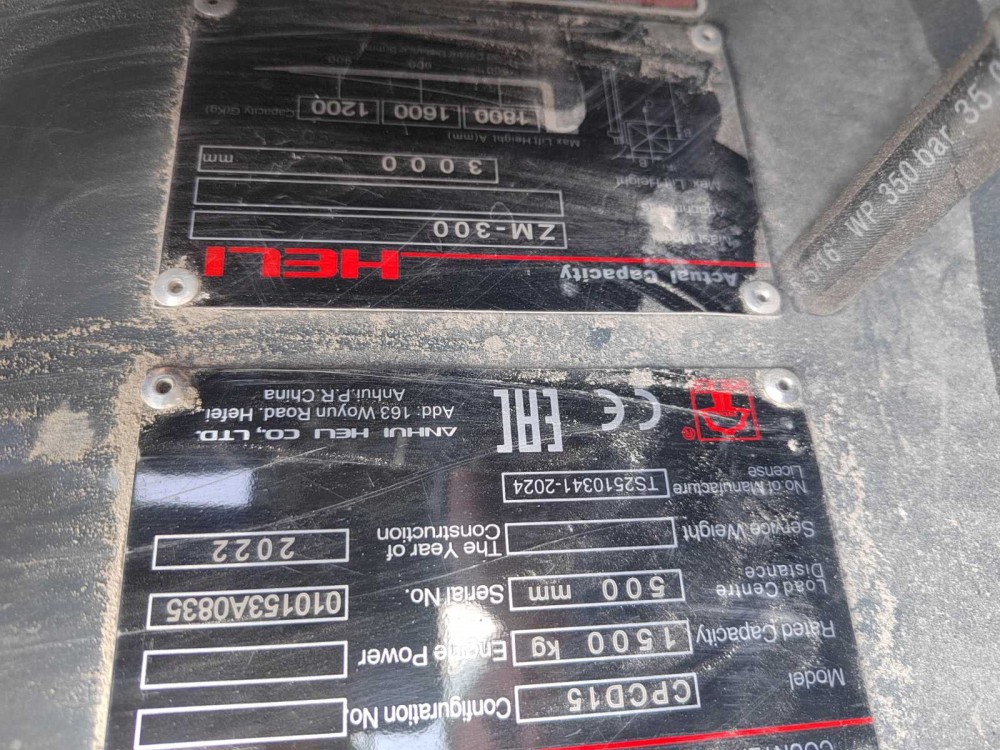 Model CPCD15 Configuration No.
Rated Capacity 1500 kg Engine Power
Load Centre
Distance 500 mm Serial No. 010153A0835
Service Weight The Year of
Construction 2022
No.of Manufacture
License TS2510341-2024
CE EAC
ANHUI HELI CO.,LTD.
Add: 163 Woyun Road. Hefei.
Anhui.P.R.China
Actual Capacity HELI
ZM-300
Max Lift Height 3000 mm
Max Lift Height A(mm)
1800 1600 1200 Capacity G(Kg)
5/16" WP 350 bar 35.0